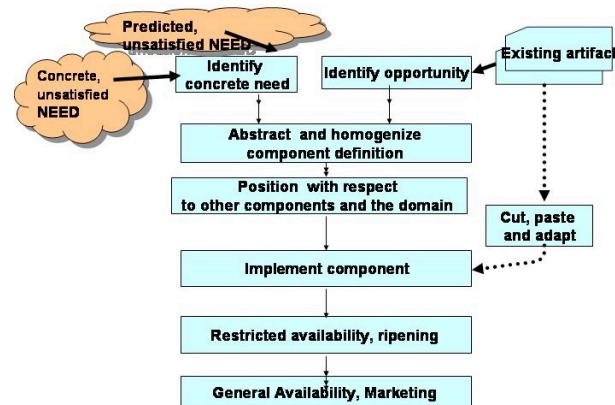 Predicted,
unsatisfied NEED
Concrete,
unsatisfied
NEED
Identify
concrete need
Identify opportunity
Existing artifact
Abstract and homogenize
component definition
Position with respect
to other components and the domain
Cut, paste
and adapt
Implement component
Restricted availability, ripening
General Availability, Marketing